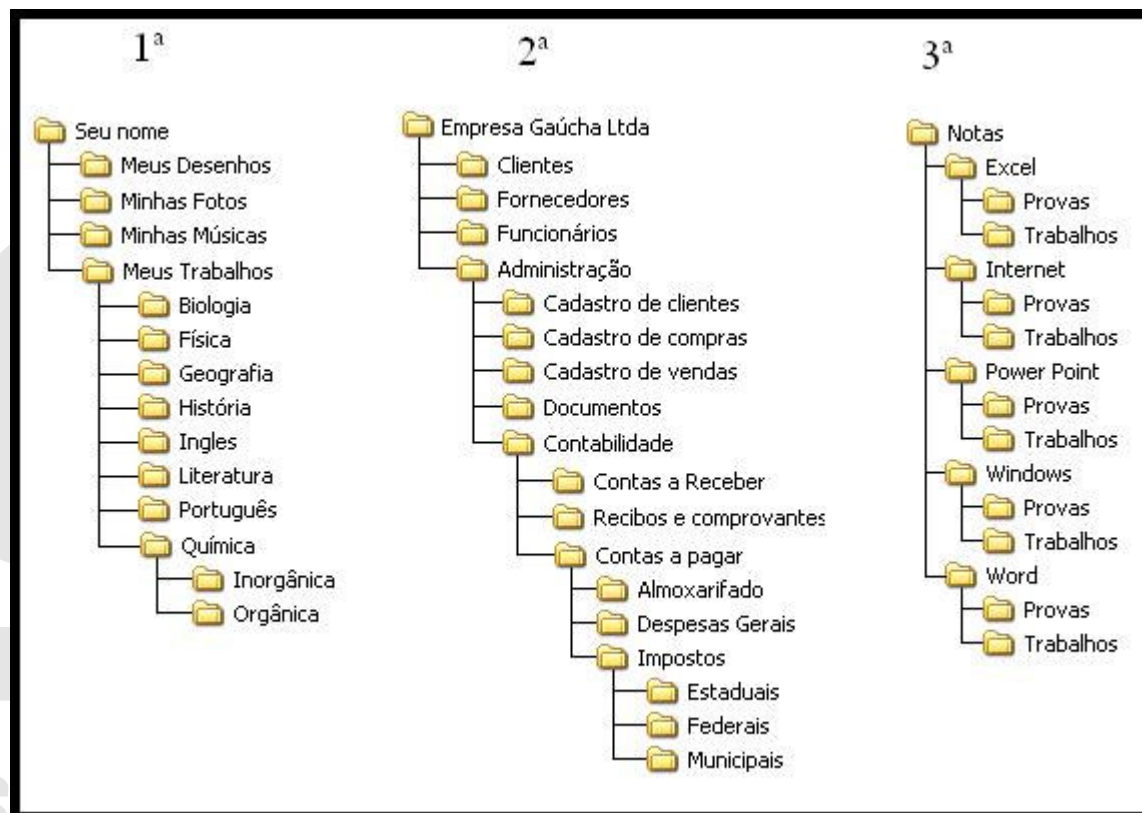 1ª
Seu nome
Meus Desenhos
Minhas Fotos
Minhas Músicas
Meus Trabalhos
Biologia
Física
Geografia
História
Ingles
Literatura
Português
Química
Inorgânica
Orgânica
2ª
Empresa Gaúcha Ltda
Clientes
Fornecedores
Funcionários
Administração
Cadastro de clientes
Cadastro de compras
Cadastro de vendas
Documentos
Contabilidade
Contas a Receber
Recibos e comprovantes
Contas a pagar
Almoxarifado
Despesas Gerais
Impostos
Estaduais
Federais
Municipais
3ª
Notas
Excel
Provas
Trabalhos
Internet
Provas
Trabalhos
Power Point
Provas
Trabalhos
Windows
Provas
Trabalhos
Word
Provas
Trabalhos